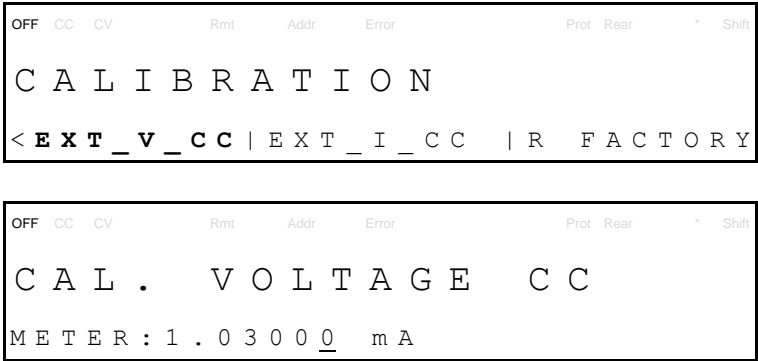 OFF CC CV Rmt Addr Error Prot Rear * Shift
CALIBRATION
<EXT_V_CC|EXT_I_CC |R FACTORY
OFF CC CV Rmt Addr Error Prot Rear * Shift
CAL. VOLTAGE CC
METER:1.03000 mA